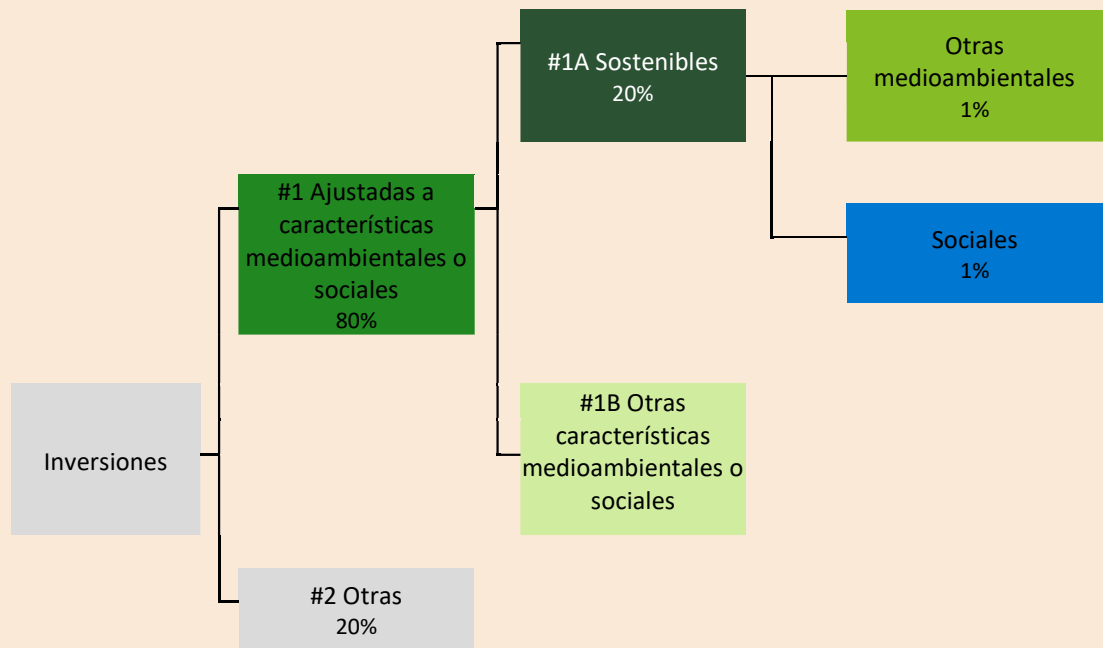 #1A Sostenibles
20%
Otras
medioambientales
1%
#1 Ajustadas a
características
medioambientales o
sociales
80%
Sociales
1%
Inversiones
#1B Otras
características
medioambientales o
sociales
#2 Otras
20%